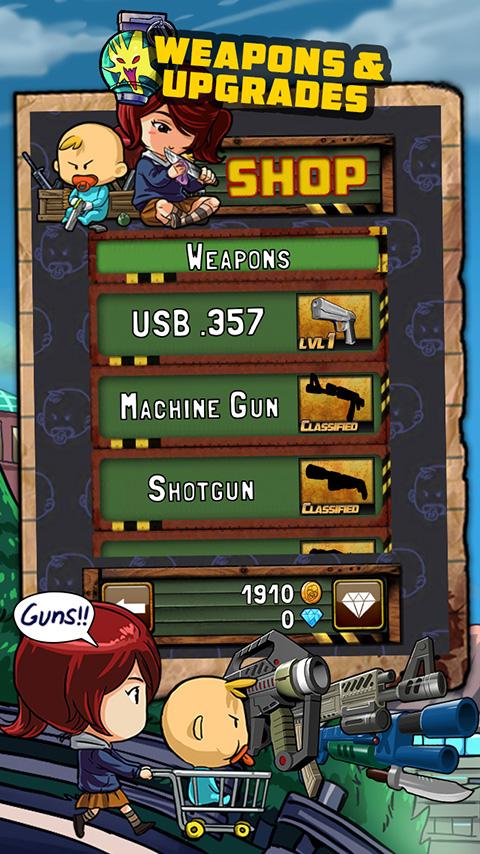 WEAPONS &
UPGRADES
SHOP
WEAPONS
USB .357
LVL 1
MACHINE GUN
CLASSIFIED
SHOTGUN
CLASSIFIED
1910
0
Guns!!